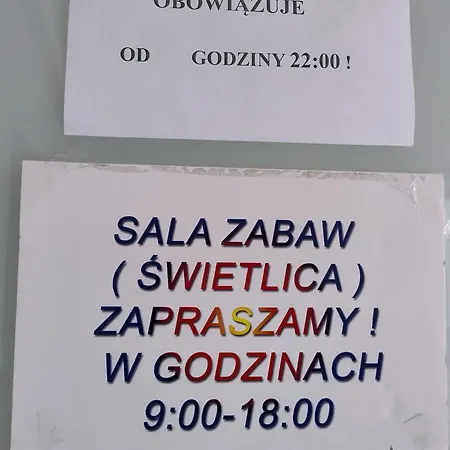 OBOWIĄZUJE
OD GODZINY 22:00 !
SALA ZABAW
( ŚWIETLICA )
ZAPRASZAMY !
W GODZINACH
9:00-18:00